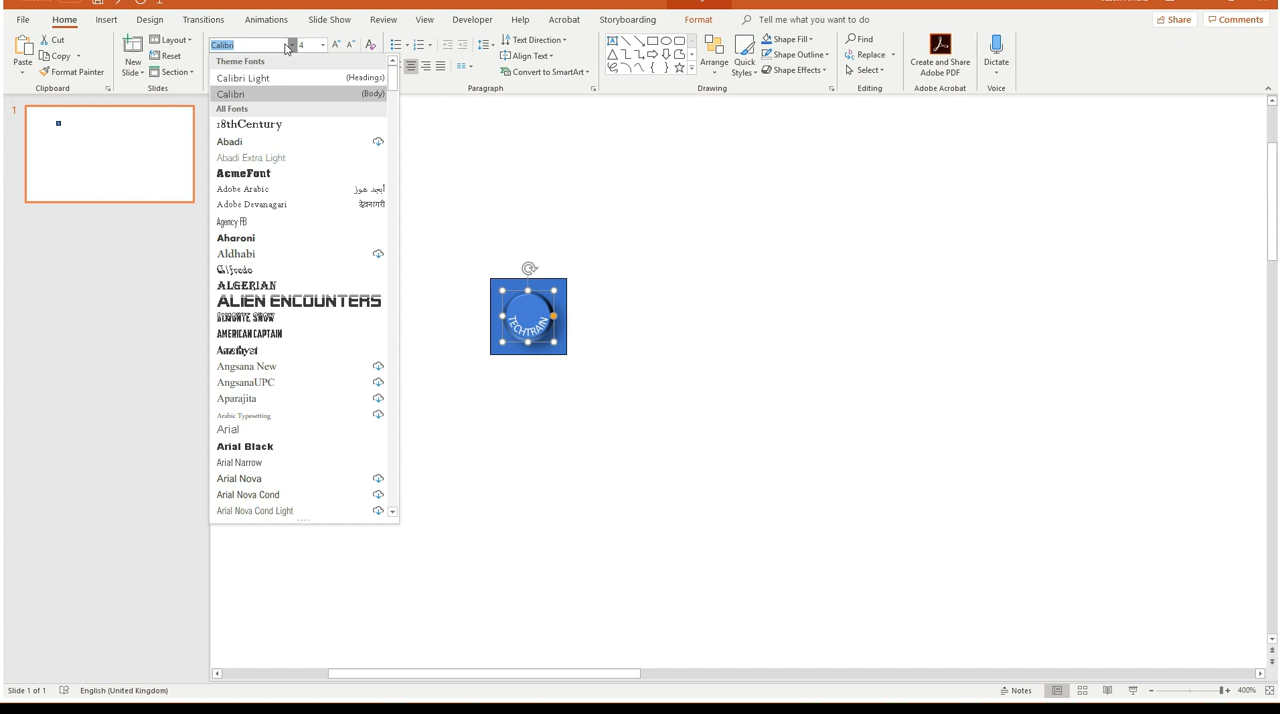 File Home Insert Design Transitions Animations Slide Show Review View Developer Help Acrobat Storyboarding Format Tell me what you want to do Share Comments
Paste
Cut
Copy
Format Painter
New Slide
Layout
Reset
Section
Calibri 4
Text Direction
Align Text
Convert to SmartArt
Arrange
Quick Styles
Shape Fill
Shape Outline
Shape Effects
Find
Replace
Select
Create and Share Adobe PDF
Dictate
Clipboard Slides Paragraph Drawing Editing Adobe Acrobat Voice
1
Theme Fonts
Calibri Light (Headings)
Calibri (Body)
All Fonts
18thCentury
Abadi
Abadi Extra Light
AcmeFont
Adobe Arabic أبجد هوز
Adobe Devanagari देवनागरी
Agency FB
Aharoni
Aldhabi
Alfredo
ALGERIAN
ALIEN ENCOUNTERS
AMERICAN CAPTAIN
Angsana New
AngsanaUPC
Aparajita
Arabic Typesetting
Arial
Arial Black
Arial Narrow
Arial Nova
Arial Nova Cond
Arial Nova Cond Light
TECHTRAIN
Slide 1 of 1 English (United Kingdom) Notes 400%